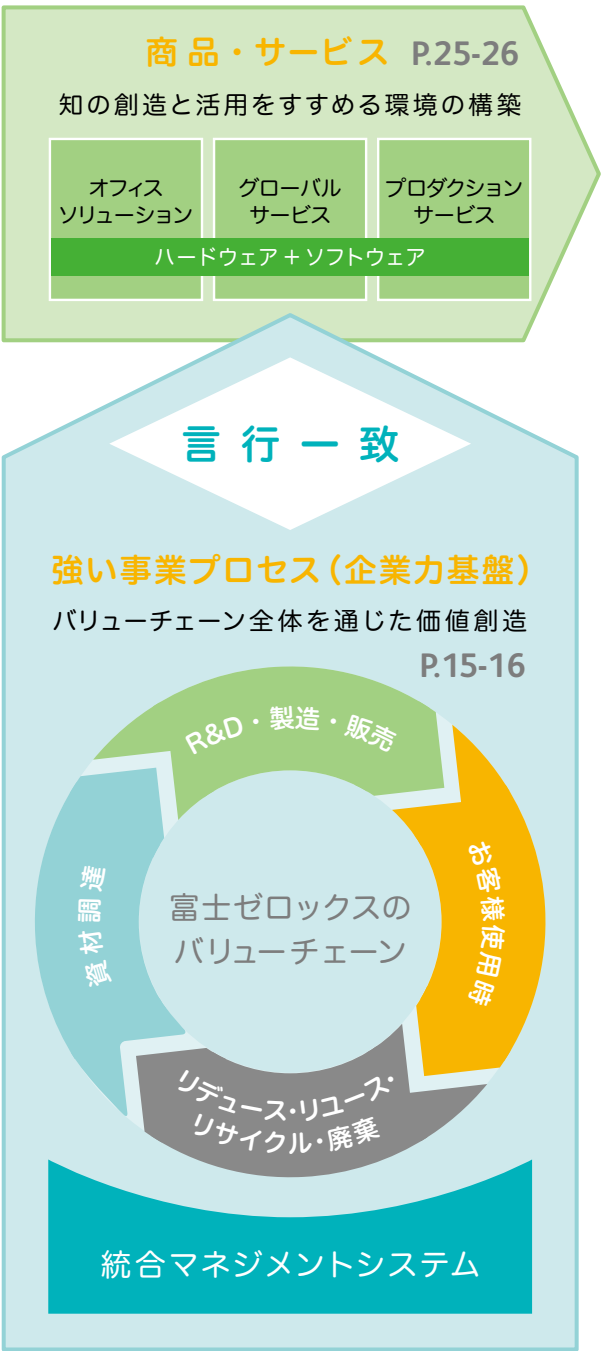 商品・サービス P.25-26
知の創造と活用をすすめる環境の構築
オフィス
ソリューション
グローバル
サービス
プロダクション
サービス
ハードウェア + ソフトウェア
言行一致
強い事業プロセス(企業力基盤)
バリューチェーン全体を通じた価値創造
P.15-16
R&D・製造・販売
お客様使用時
リデュース・リユース・
リサイクル・廃棄
資材調達
富士ゼロックスの
バリューチェーン
統合マネジメントシステム